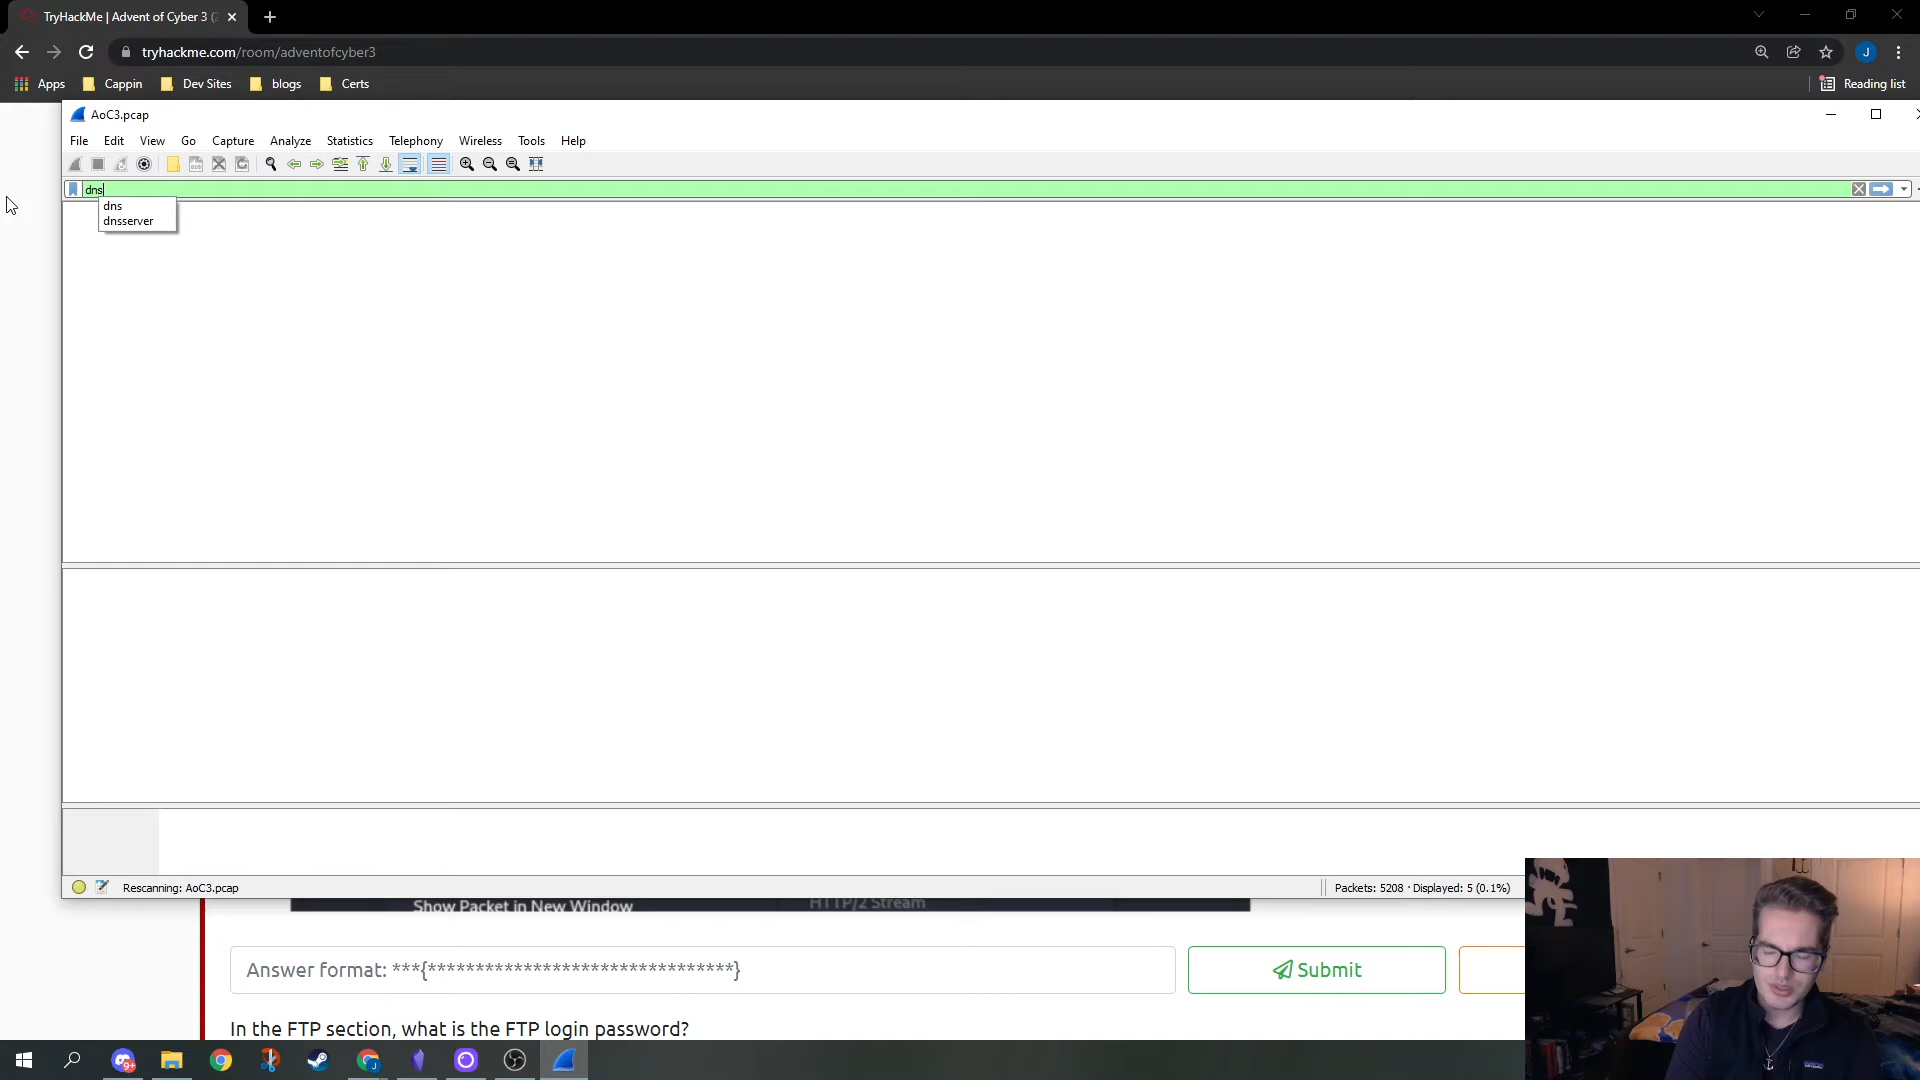 TryHackMe | Advent of Cyber 3 (
tryhackme.com/room/adventofcyber3
J
Apps
Cappin
Dev Sites
blogs
Certs
Reading list
AoC3.pcap
File Edit View Go Capture Analyze Statistics Telephony Wireless Tools Help
dns
dns
dnsserver
Rescanning: AoC3.pcap
Packets: 5208 · Displayed: 5 (0.1%)
Show Packet in New Window
HTTP/2 Stream
Answer format: ***{********************************}
Submit
In the FTP section, what is the FTP login password?
9+
J